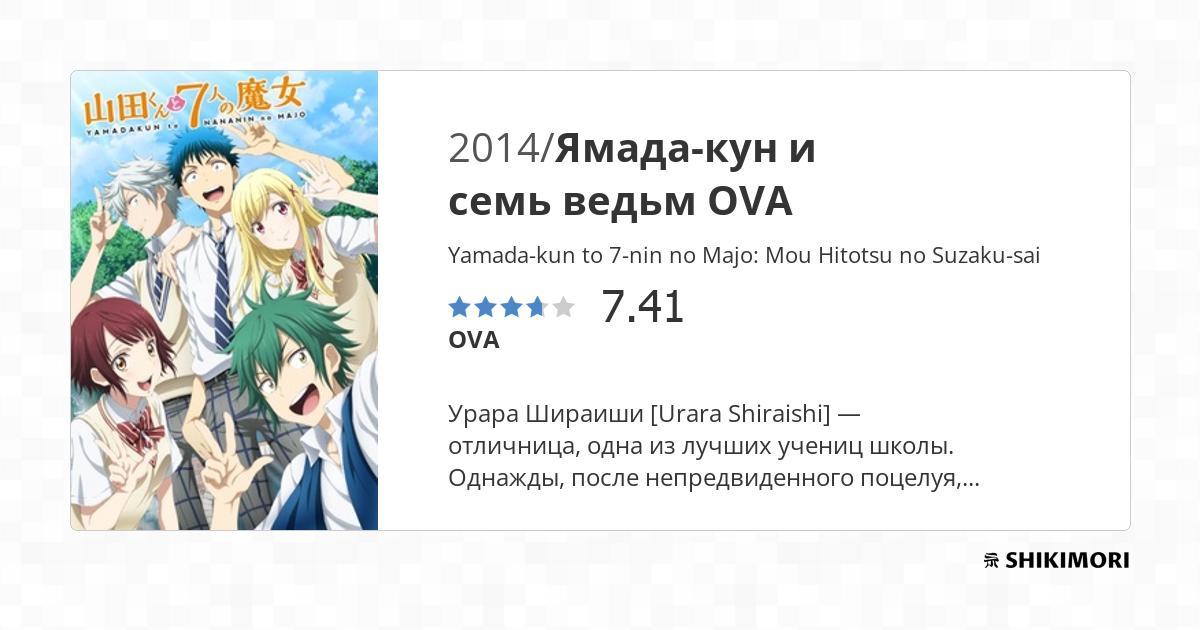 山田くんと7人の魔女
YAMADAKUN to NANANIN no MAJO
2014/Ямада-кун и
семь ведьм OVA
Yamada-kun to 7-nin no Majo: Mou Hitotsu no Suzaku-sai
7.41
OVA
Урара Шираиши [Urara Shiraishi] —
отличница, одна из лучших учениц школы.
Однажды, после непредвиденного поцелуя,...
SHIKIMORI